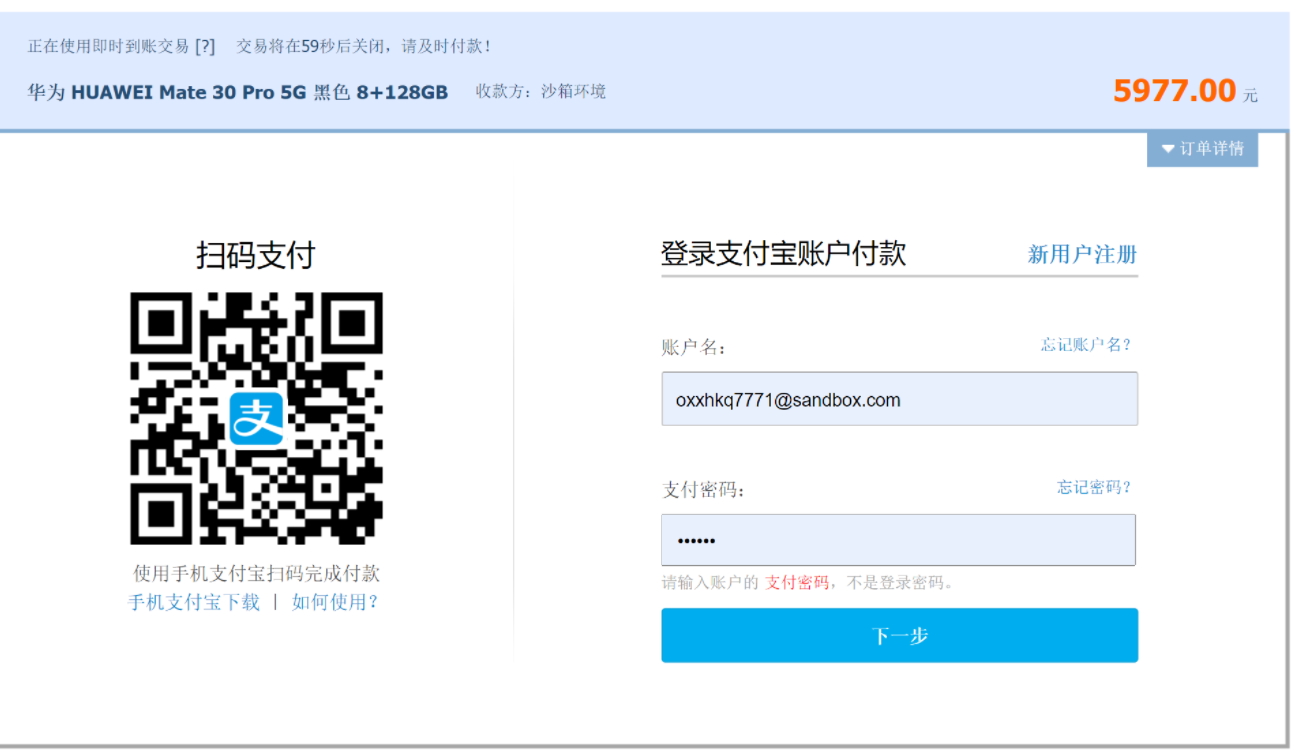 正在使用即时到账交易 [?] 交易将在59秒后关闭，请及时付款！
华为 HUAWEI Mate 30 Pro 5G 黑色 8+128GB 收款方：沙箱环境 5977.00 元
订单详情
扫码支付
支
使用手机支付宝扫码完成付款
手机支付宝下载 | 如何使用？
登录支付宝账户付款 新用户注册
账户名： 忘记账户名？
oxxhkq7771@sandbox.com
支付密码： 忘记密码？
••••••
请输入账户的 支付密码，不是登录密码。
下一步